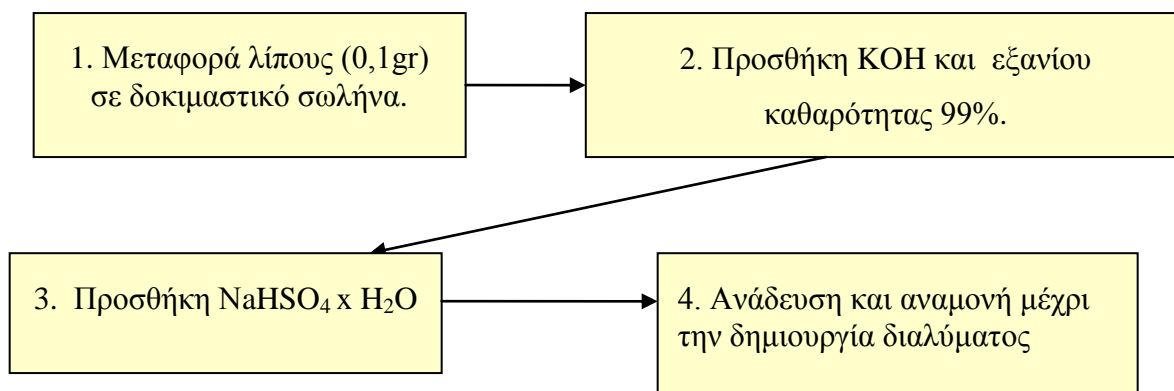 1. Μεταφορά λίπους (0,1gr)
σε δοκιμαστικό σωλήνα.
2. Προσθήκη ΚΟΗ και εξανίου
καθαρότητας 99%.
3. Προσθήκη NaHSO₄ x H₂O
4. Ανάδευση και αναμονή μέχρι
την δημιουργία διαλύματος